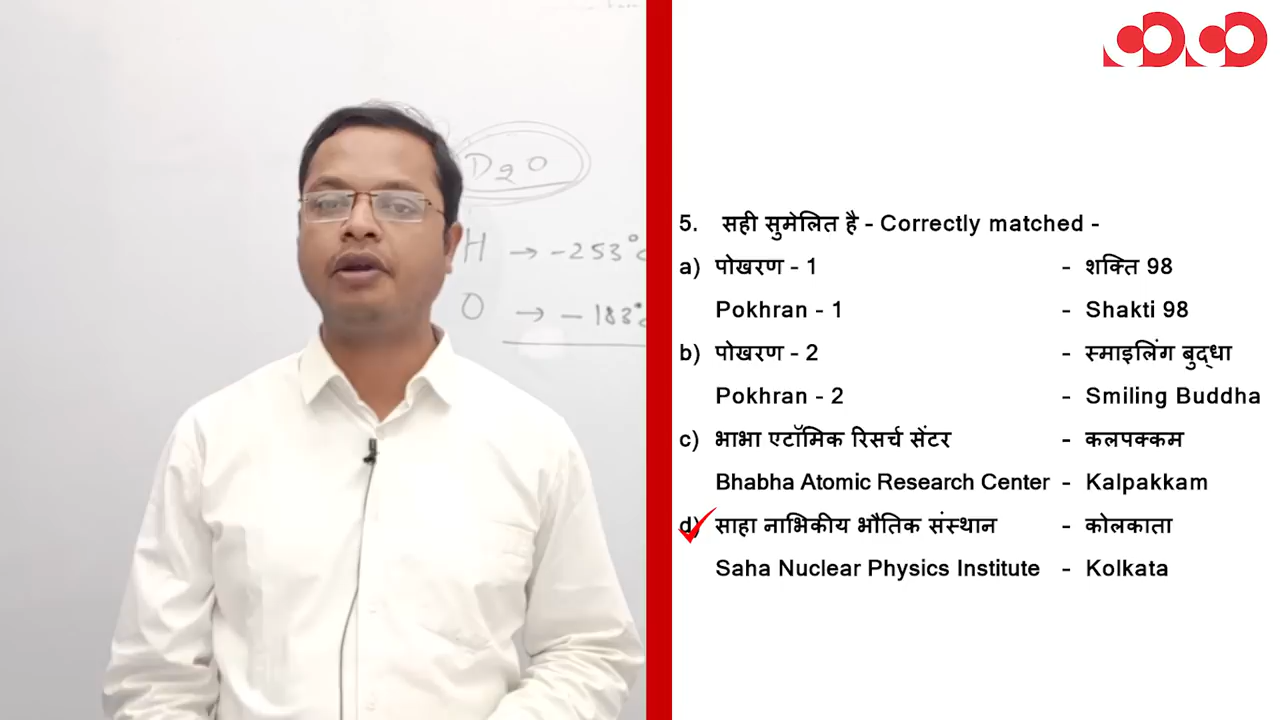 D2O
H → -253°c
O → - 183°c
5. सही सुमेलित है - Correctly matched -
a) पोखरण - 1 - शक्ति 98
Pokhran - 1 - Shakti 98
b) पोखरण - 2 - स्माइलिंग बुद्धा
Pokhran - 2 - Smiling Buddha
c) भाभा एटॉमिक रिसर्च सेंटर - कलपक्कम
Bhabha Atomic Research Center - Kalpakkam
d) साहा नाभिकीय भौतिक संस्थान - कोलकाता
Saha Nuclear Physics Institute - Kolkata